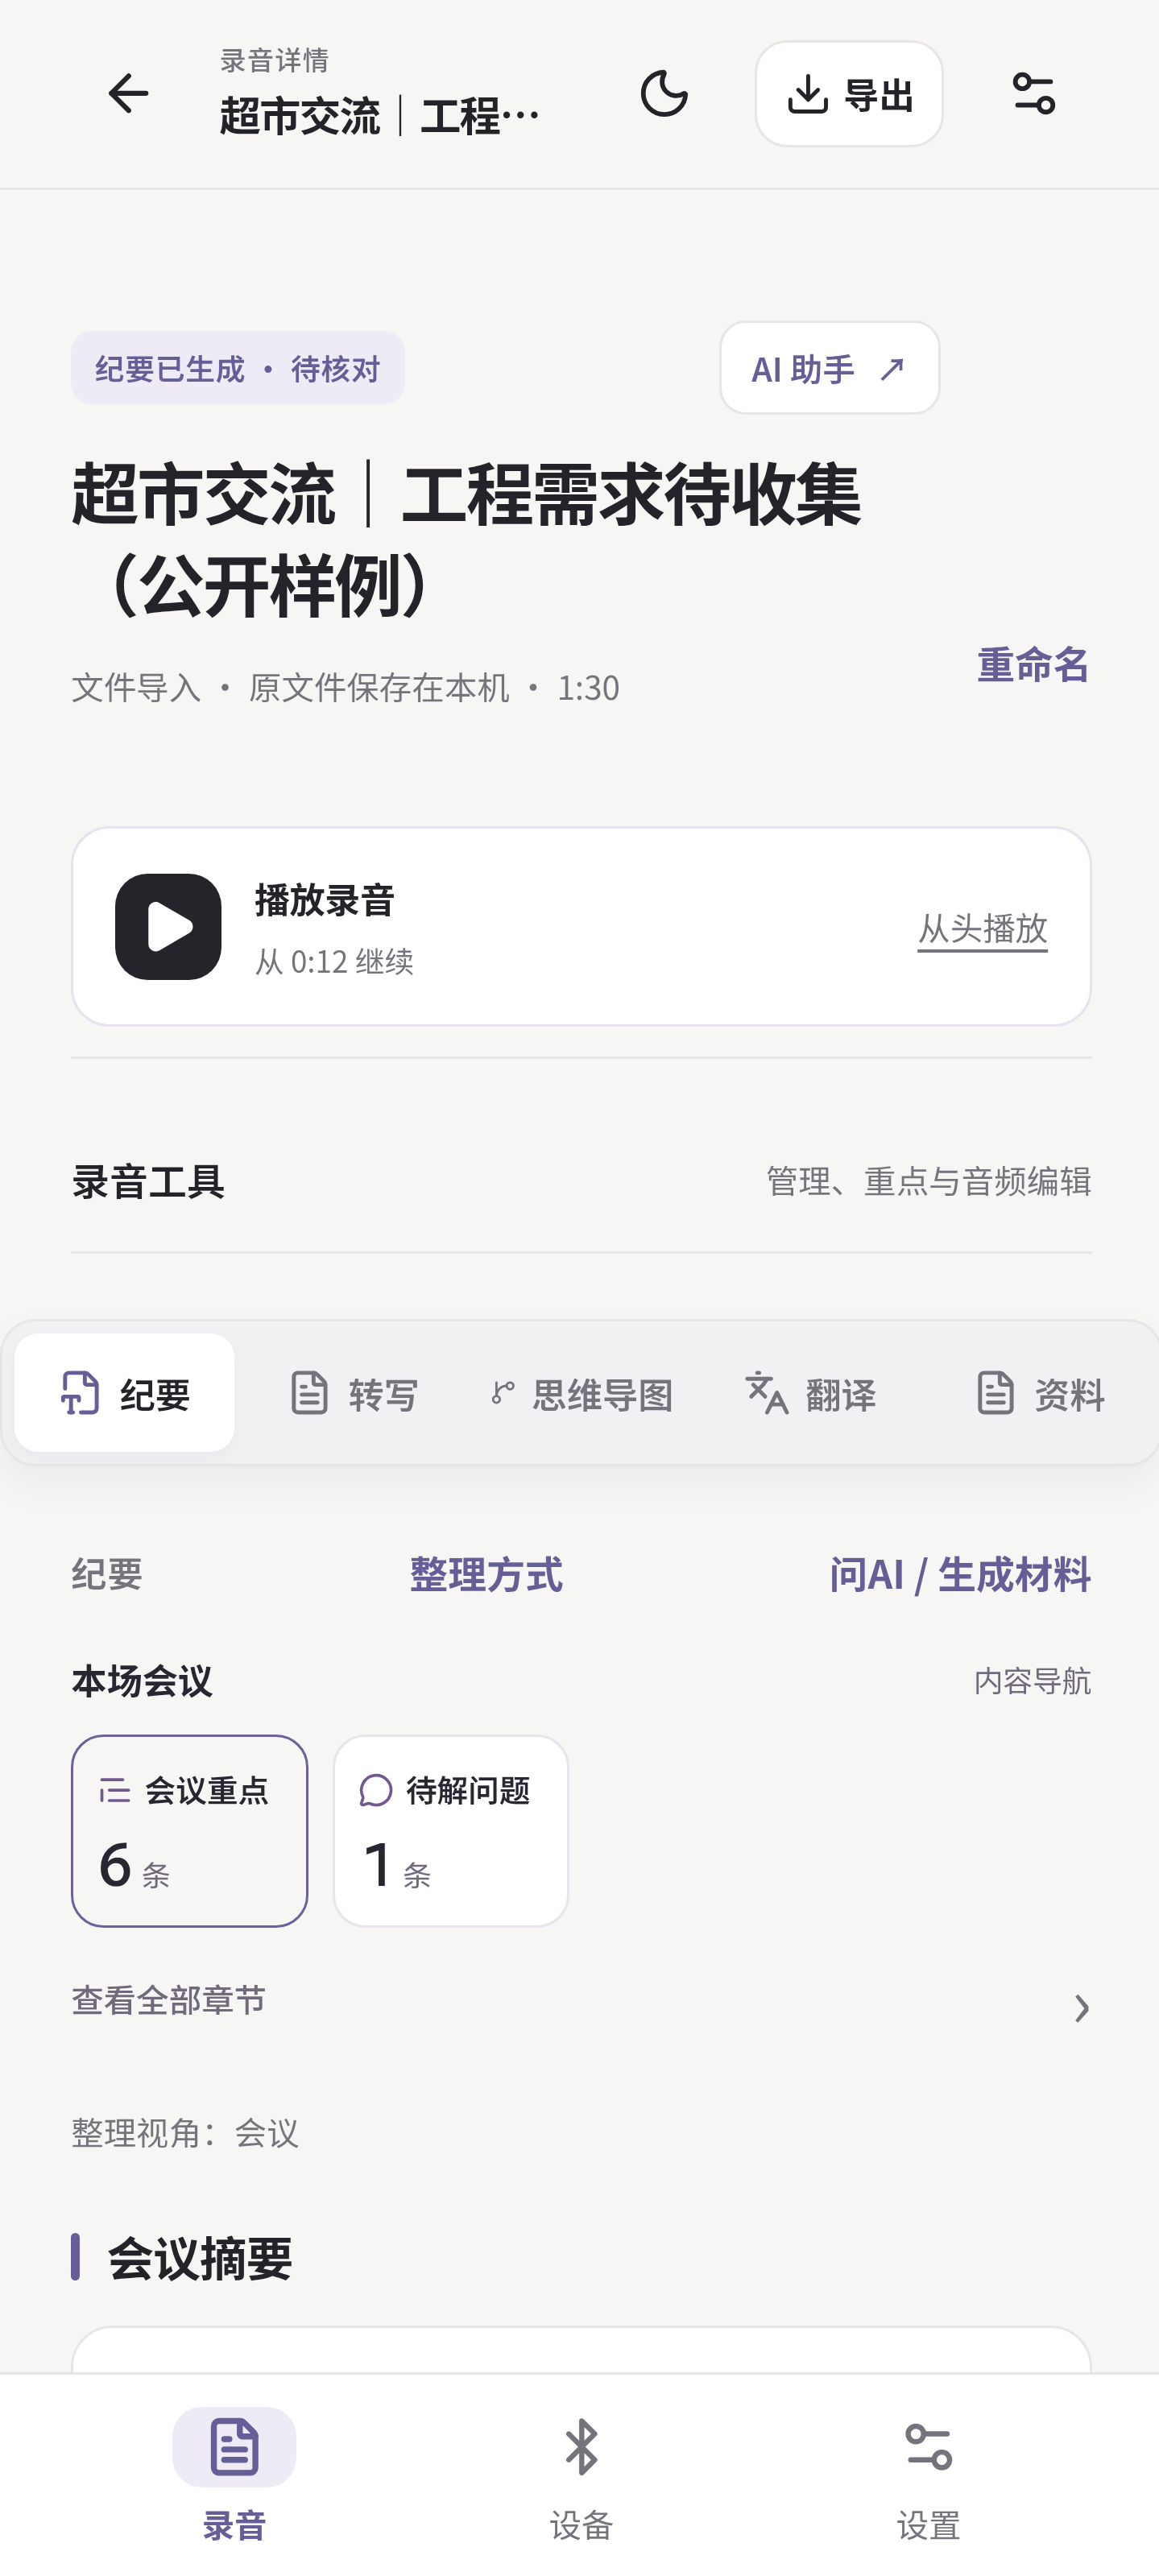 录音详情
超市交流｜工程…
导出
纪要已生成 · 待核对
AI 助手 ↗
超市交流｜工程需求待收集
（公开样例）
重命名
文件导入 · 原文件保存在本机 · 1:30
播放录音
从 0:12 继续
从头播放
录音工具
管理、重点与音频编辑
纪要 转写 思维导图 翻译 资料
纪要 整理方式 问AI / 生成材料
本场会议 内容导航
会议重点 待解问题
6 条 1 条
查看全部章节
整理视角：会议
会议摘要
录音 设备 设置